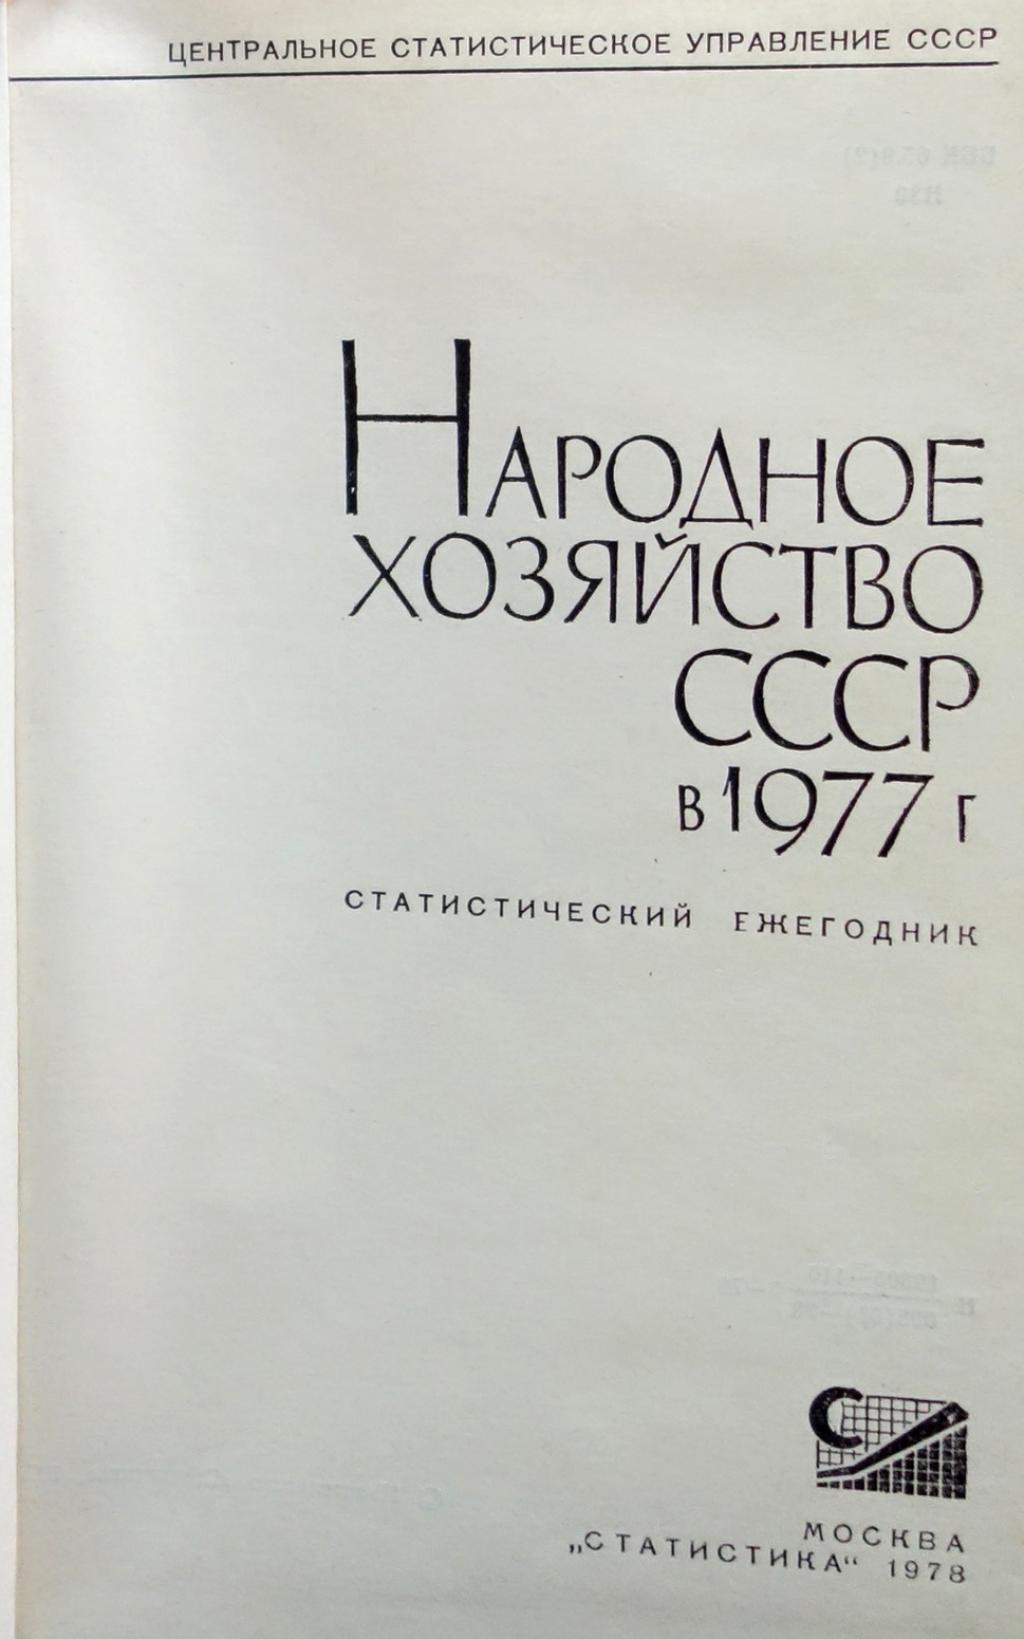 ЦЕНТРАЛЬНОЕ СТАТИСТИЧЕСКОЕ УПРАВЛЕНИЕ СССР
НАРОДНОЕ
ХОЗЯЙСТВО
СССР
В 1977 Г
СТАТИСТИЧЕСКИЙ ЕЖЕГОДНИК
С
МОСКВА
„СТАТИСТИКА“ 1978